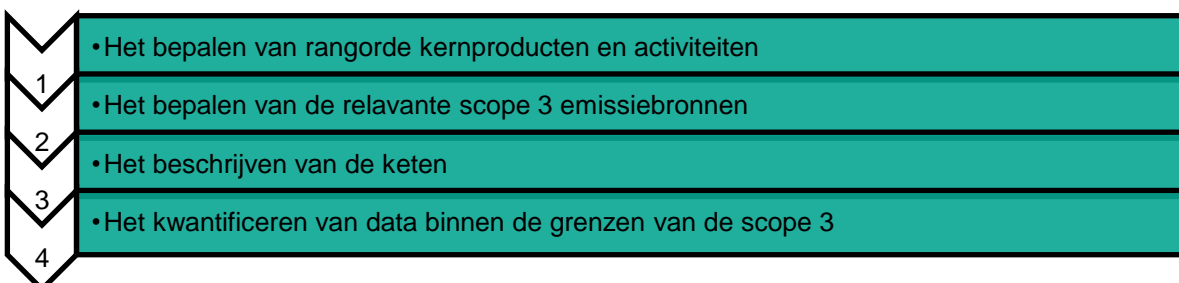 1
•Het bepalen van rangorde kernproducten en activiteiten
2
•Het bepalen van de relavante scope 3 emissiebronnen
3
•Het beschrijven van de keten
4
•Het kwantificeren van data binnen de grenzen van de scope 3